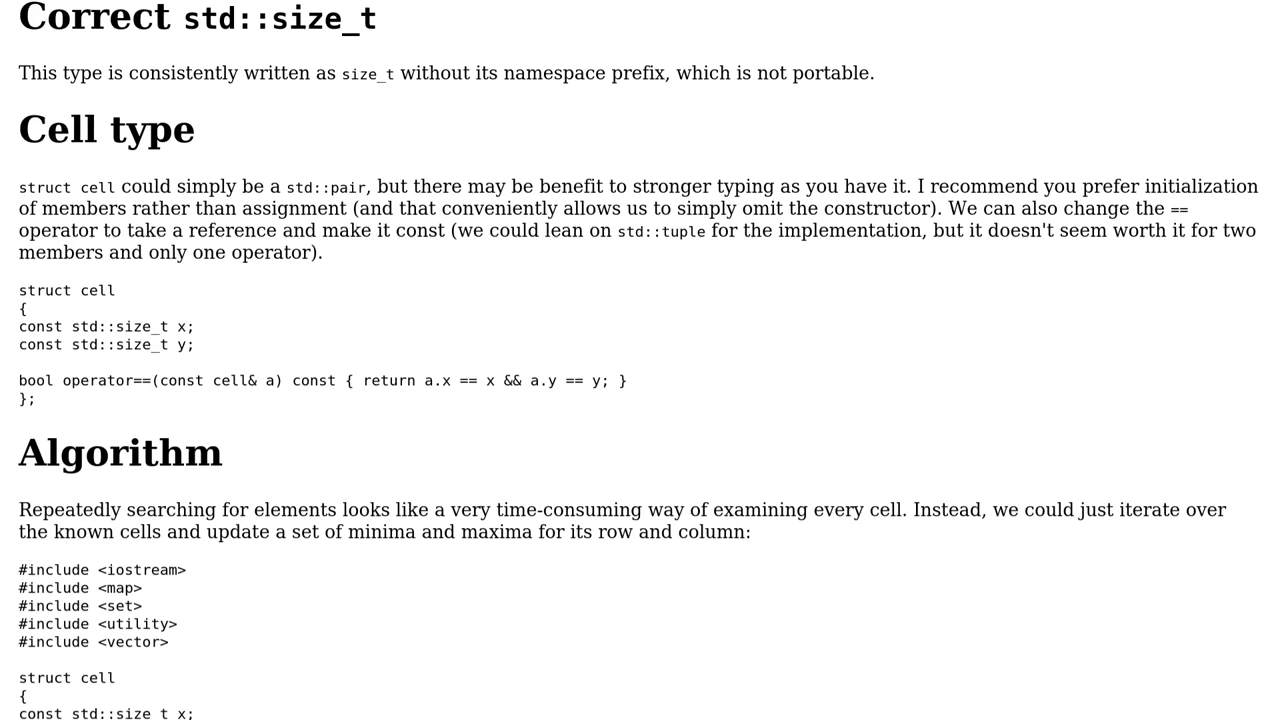 Correct std::size_t
This type is consistently written as size_t without its namespace prefix, which is not portable.
Cell type
struct cell could simply be a std::pair, but there may be benefit to stronger typing as you have it. I recommend you prefer initialization
of members rather than assignment (and that conveniently allows us to simply omit the constructor). We can also change the ==
operator to take a reference and make it const (we could lean on std::tuple for the implementation, but it doesn't seem worth it for two
members and only one operator).
struct cell
{
const std::size_t x;
const std::size_t y;
bool operator==(const cell& a) const { return a.x == x && a.y == y; }
};
Algorithm
Repeatedly searching for elements looks like a very time-consuming way of examining every cell. Instead, we could just iterate over
the known cells and update a set of minima and maxima for its row and column:
#include <iostream>
#include <map>
#include <set>
#include <utility>
#include <vector>
struct cell
{
const std::size_t x;